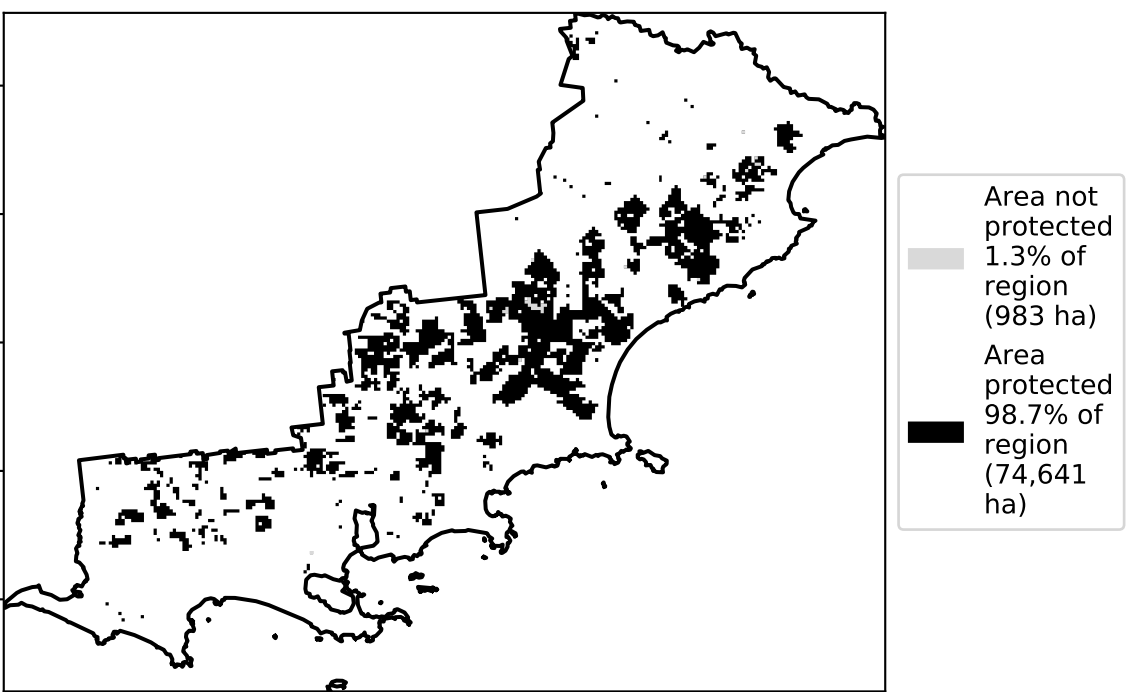 Area not
protected
1.3% of
region
(983 ha)
Area
protected
98.7% of
region
(74,641
ha)